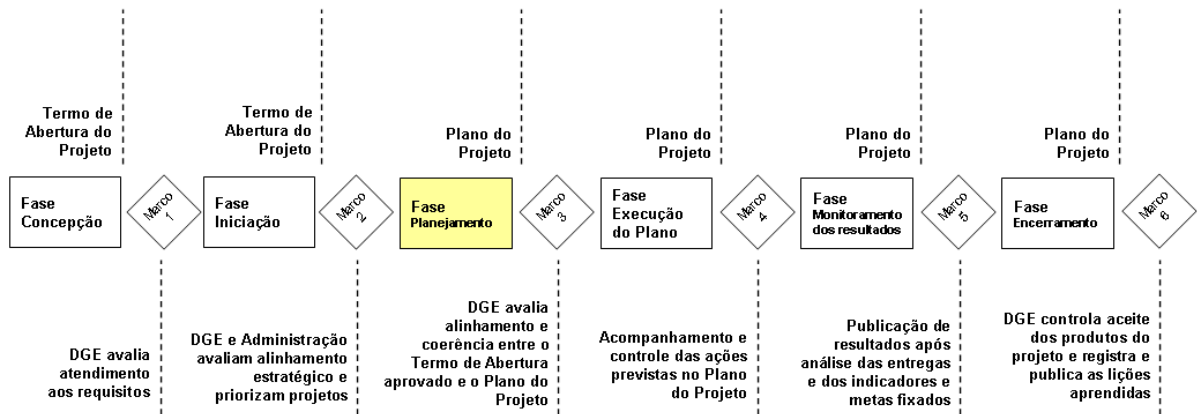 Termo de
Abertura do
Projeto
Termo de
Abertura do
Projeto
Plano do
Projeto
Plano do
Projeto
Plano do
Projeto
Plano do
Projeto
Fase
Concepção
Marco
1
Fase
Iniciação
Marco
2
Fase
Planejamento
Marco
3
Fase
Execução
do Plano
Marco
4
Fase
Monitoramento
dos resultados
Marco
5
Fase
Encerramento
Marco
6
DGE avalia
atendimento
aos requisitos
DGE e Administração
avaliam alinhamento
estratégico e
priorizam projetos
DGE avalia
alinhamento e
coerência entre o
Termo de Abertura
aprovado e o Plano do
Projeto
Acompanhamento e
controle das ações
previstas no Plano
do Projeto
Publicação de
resultados após
análise das entregas
e dos indicadores e
metas fixados
DGE controla aceite
dos produtos do
projeto e registra e
publica as lições
aprendidas